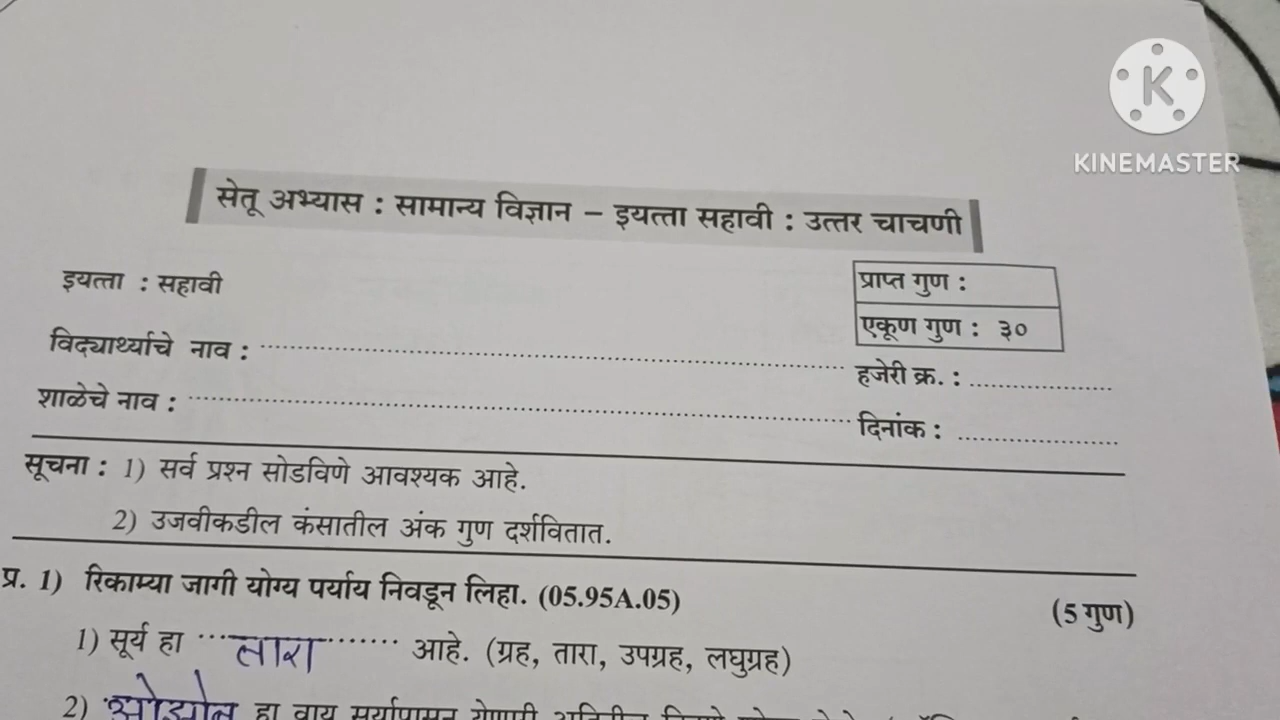 K
KINEMASTER
सेतू अभ्यास : सामान्य विज्ञान – इयत्ता सहावी : उत्तर चाचणी
इयत्ता : सहावी
प्राप्त गुण :
एकूण गुण : ३०
विद्यार्थ्याचे नाव :
हजेरी क्र. :
शाळेचे नाव :
दिनांक :
सूचना : 1) सर्व प्रश्न सोडविणे आवश्यक आहे.
2) उजवीकडील कंसातील अंक गुण दर्शवितात.
प्र. 1) रिकाम्या जागी योग्य पर्याय निवडून लिहा. (05.95A.05) (5 गुण)
1) सूर्य हा तारा आहे. (ग्रह, तारा, उपग्रह, लघुग्रह)
2) ओझोन हा वायू सूर्यापासून